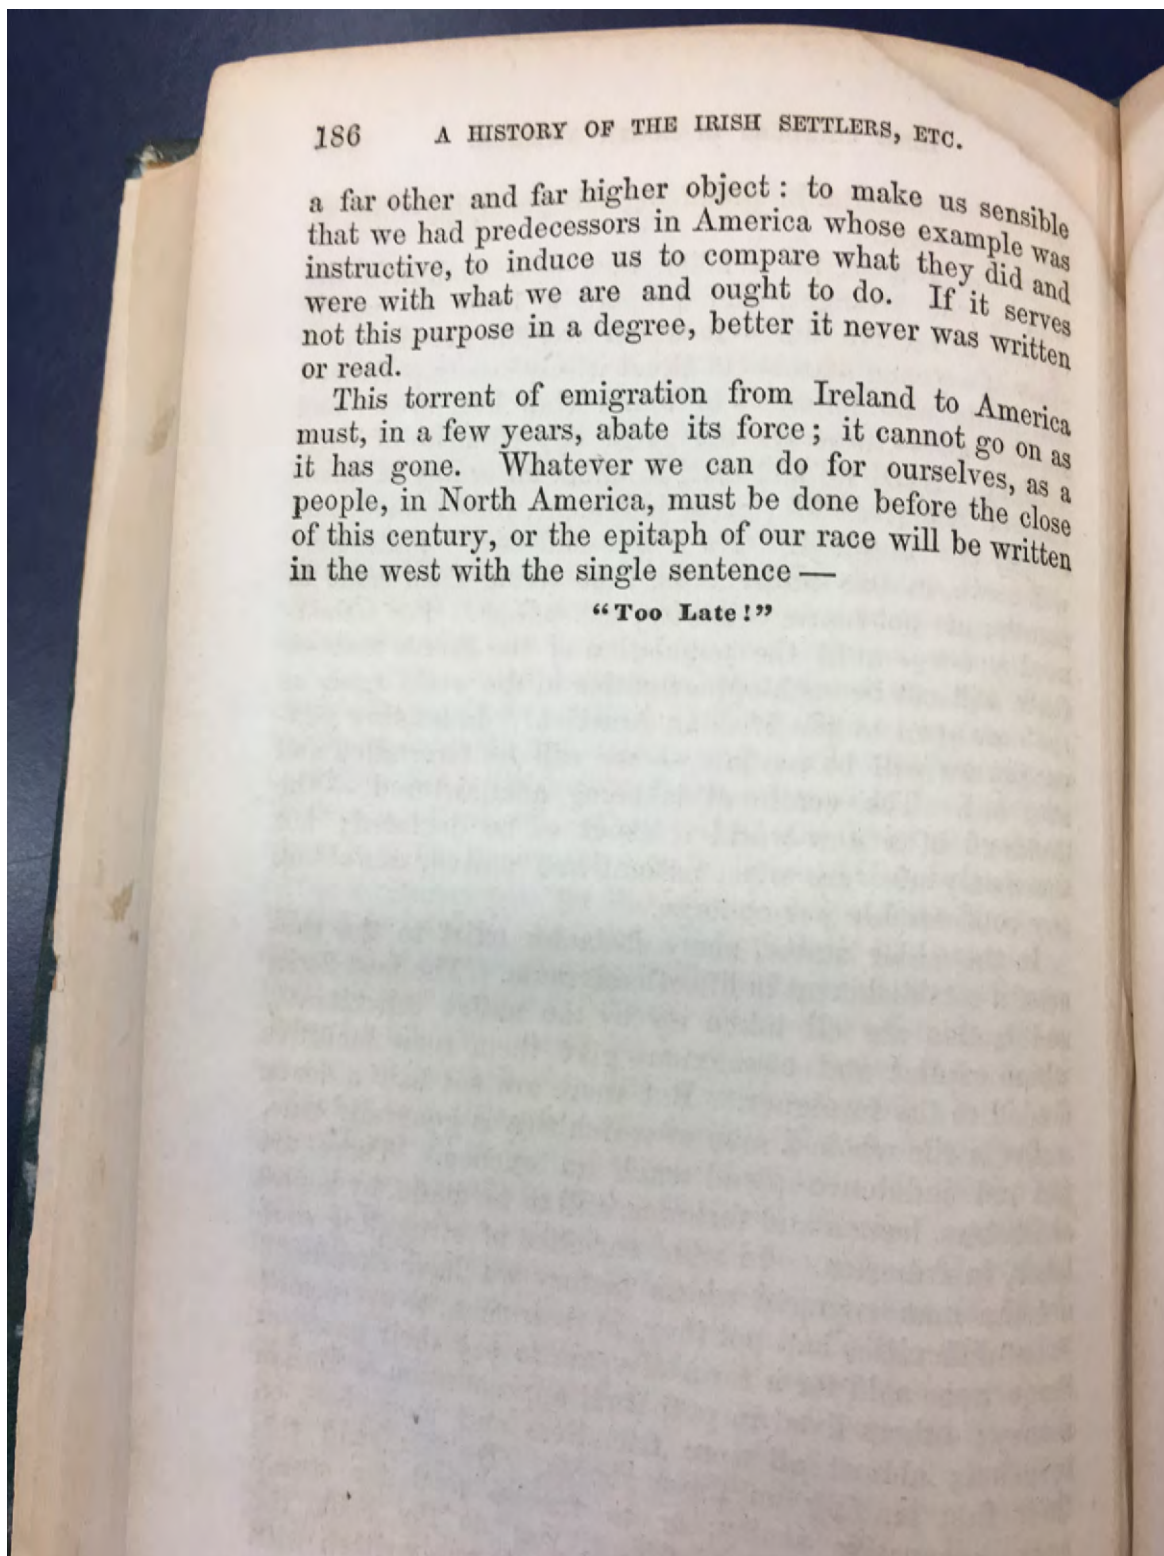 186 A HISTORY OF THE IRISH SETTLERS, ETC.
a far other and far higher object : to make us sensible
that we had predecessors in America whose example was
instructive, to induce us to compare what they did and
were with what we are and ought to do. If it serves
not this purpose in a degree, better it never was written
or read.
This torrent of emigration from Ireland to America
must, in a few years, abate its force ; it cannot go on as
it has gone. Whatever we can do for ourselves, as a
people, in North America, must be done before the close
of this century, or the epitaph of our race will be written
in the west with the single sentence —
“Too Late!”